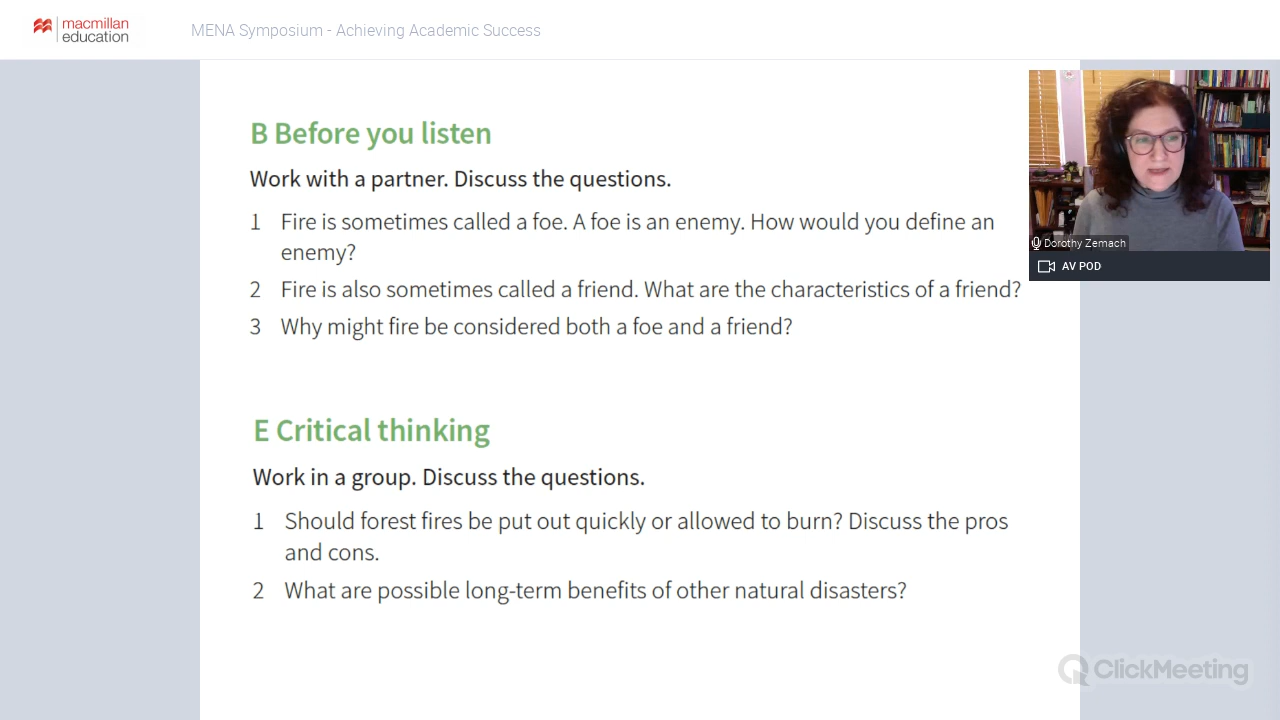 macmillan
education
MENA Symposium - Achieving Academic Success
B Before you listen
Work with a partner. Discuss the questions.
1 Fire is sometimes called a foe. A foe is an enemy. How would you define an
enemy?
2 Fire is also sometimes called a friend. What are the characteristics of a friend?
3 Why might fire be considered both a foe and a friend?
Dorothy Zemach
AV POD
E Critical thinking
Work in a group. Discuss the questions.
1 Should forest fires be put out quickly or allowed to burn? Discuss the pros
and cons.
2 What are possible long-term benefits of other natural disasters?
ClickMeeting